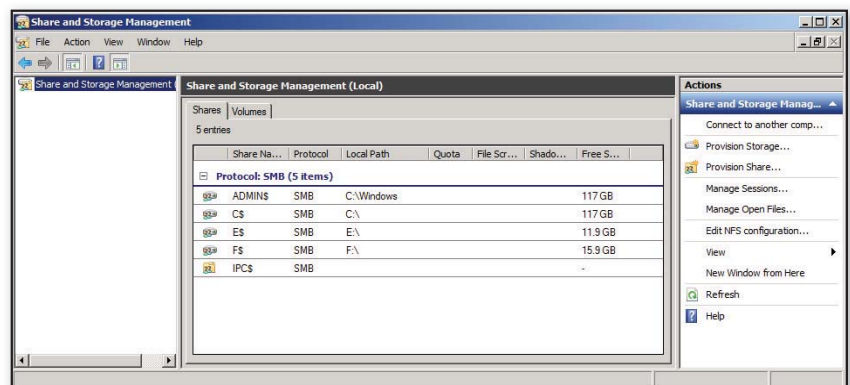 Share and Storage Management
File Action View Window Help
Share and Storage Management (
Share and Storage Management (Local)
Shares Volumes
5 entries
Share Na... Protocol Local Path Quota File Scr... Shado... Free S...
Protocol: SMB (5 items)
ADMIN$ SMB C:\Windows 117 GB
C$ SMB C:\ 117 GB
E$ SMB E:\ 11.9 GB
F$ SMB F:\ 15.9 GB
IPC$ SMB -
Actions
Share and Storage Manag...
Connect to another comp...
Provision Storage...
Provision Share...
Manage Sessions...
Manage Open Files...
Edit NFS configuration...
View
New Window from Here
Refresh
Help